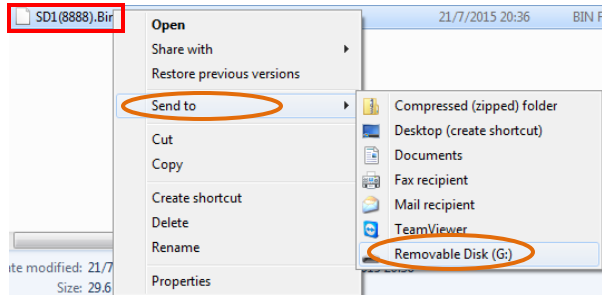 SD1(8888).Bin 21/7/2015 20:36 BIN F
Open
Share with
Restore previous versions
Send to
Cut
Copy
Create shortcut
Delete
Rename
Properties
Compressed (zipped) folder
Desktop (create shortcut)
Documents
Fax recipient
Mail recipient
TeamViewer
Removable Disk (G:)
te modified: 21/7
Size: 29.6